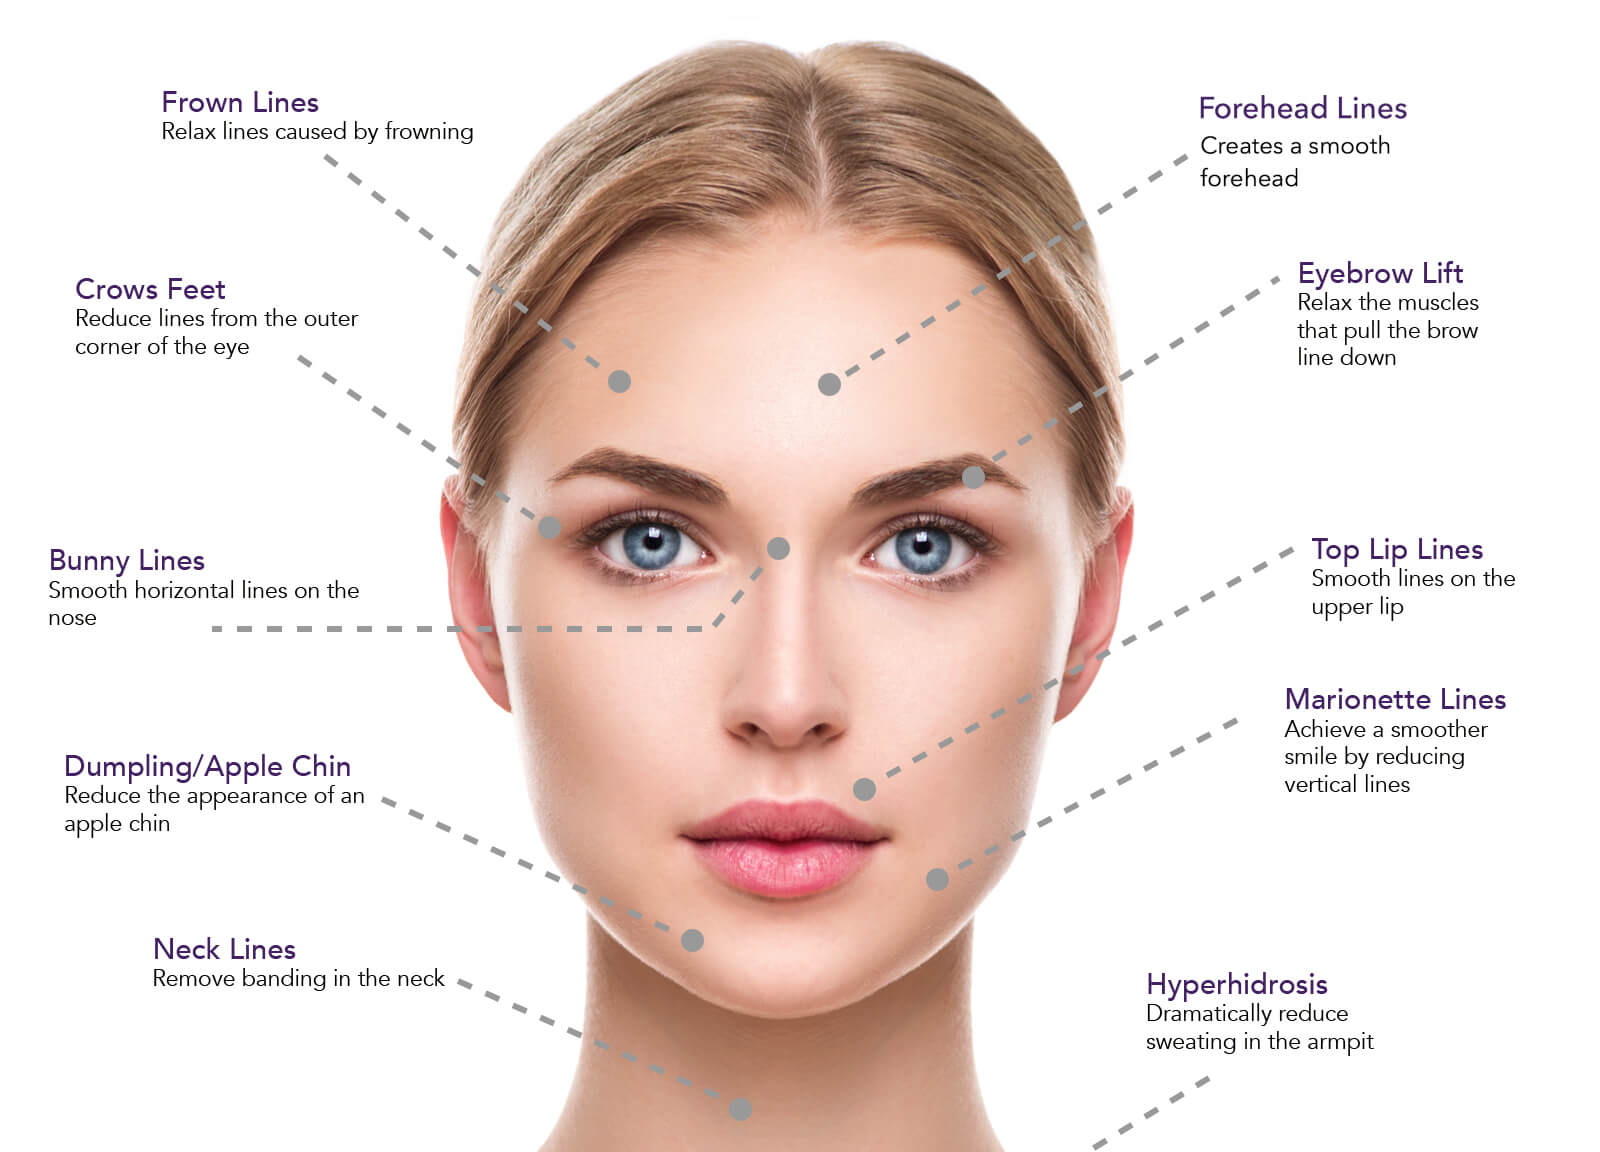 Frown Lines
Relax lines caused by frowning
Crows Feet
Reduce lines from the outer
corner of the eye
Bunny Lines
Smooth horizontal lines on the
nose
Dumpling/Apple Chin
Reduce the appearance of an
apple chin
Neck Lines
Remove banding in the neck
Forehead Lines
Creates a smooth
forehead
Eyebrow Lift
Relax the muscles
that pull the brow
line down
Top Lip Lines
Smooth lines on the
upper lip
Marionette Lines
Achieve a smoother
smile by reducing
vertical lines
Hyperhidrosis
Dramatically reduce
sweating in the armpit